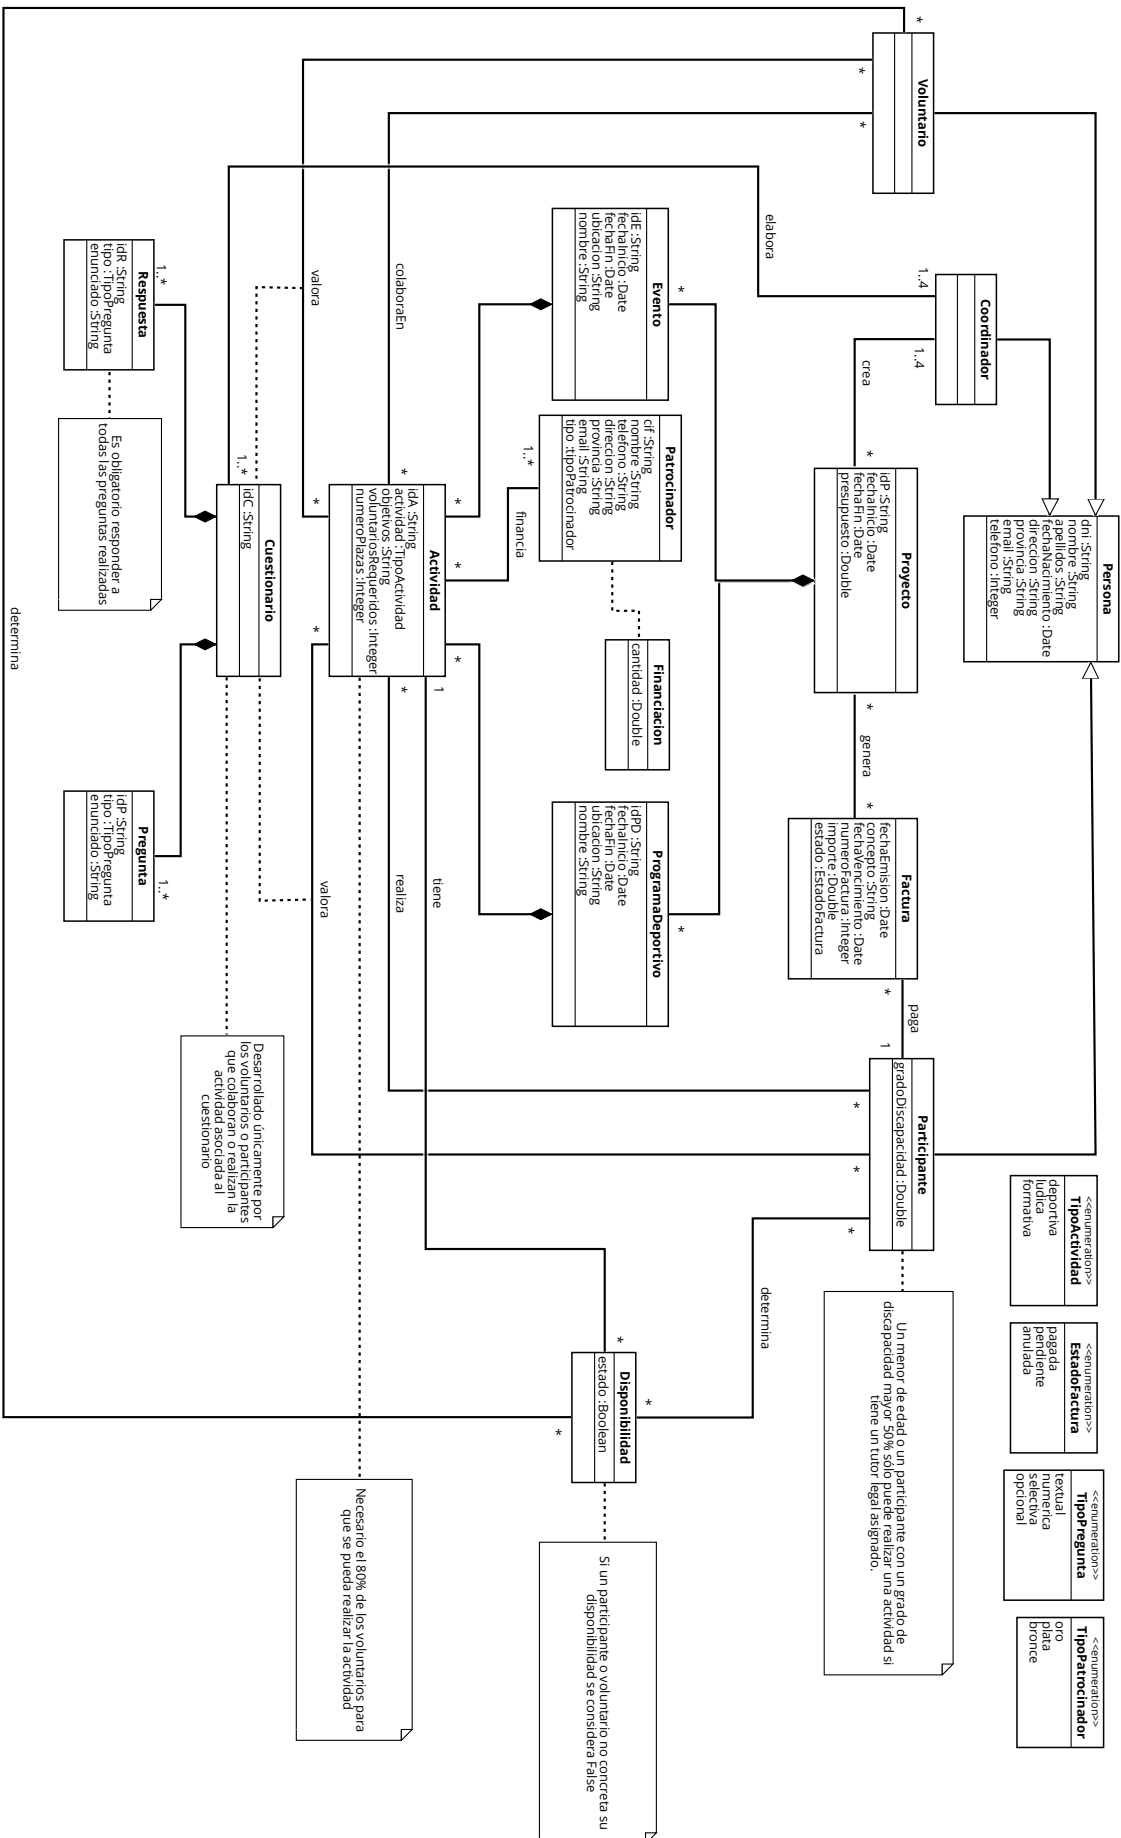 Persona
dni :String
nombre :String
apellidos :String
fechaNacimiento :Date
direccion :String
provincia :String
email :String
telefono :Integer
<<enumeration>>
TipoActividad
deportiva
ludica
formativa
<<enumeration>>
EstadoFactura
pagada
pendiente
anulada
<<enumeration>>
TipoPregunta
textual
numerica
selectiva
opcional
<<enumeration>>
TipoPatrocinador
oro
plata
bronce
*
Voluntario
*
*
Coordinador
1..4
1..4
elabora
crea
*
Proyecto
idP :String
fechaInicio :Date
fechaFin :Date
presupuesto :Double
*
genera
*
Factura
fechaEmision :Date
concepto :String
fechaVencimiento :Date
numeroFactura :Integer
importe :Double
estado :EstadoFactura
*
paga
1
Participante
gradoDiscapacidad :Double
*
*
*
Un menor de edad o un participante con un grado de
discapacidad mayor 50% sólo puede realizar una actividad si
tiene un tutor legal asignado.
*
Evento
idE :String
fechaInicio :Date
fechaFin :Date
ubicacion :String
nombre :String
Patrocinador
cif :String
nombre :String
telefono :String
direccion :String
provincia :String
email :String
tipo :tipoPatrocinador
1..*
financia
Financiacion
cantidad :Double
*
ProgramaDeportivo
idPD :String
fechaInicio :Date
fechaFin :Date
ubicacion :String
nombre :String
determina
*
*
*
Disponibilidad
estado :Boolean
Si un participante o voluntario no concreta su
disponibilidad se considera False
colaboraEn
*
*
*
*
Actividad
idA :String
actividad :TipoActividad
objetivos :String
voluntariosRequeridos :Integer
numeroPlazas :Integer
1
*
tiene
realiza
*
*
valora
valora
Necesario el 80% de los voluntarios para
que se pueda realizar la actividad
1..*
Cuestionario
idC :String
Desarrollado únicamente por
los voluntarios o participantes
que colaboran o realizan la
actividad asociada al
cuestionario
1..*
Respuesta
idR :String
tipo :TipoPregunta
enunciado :String
Es obligatorio responder a
todas las preguntas realizadas
Pregunta
idP :String
tipo :TipoPregunta
enunciado :String
1..*
determina